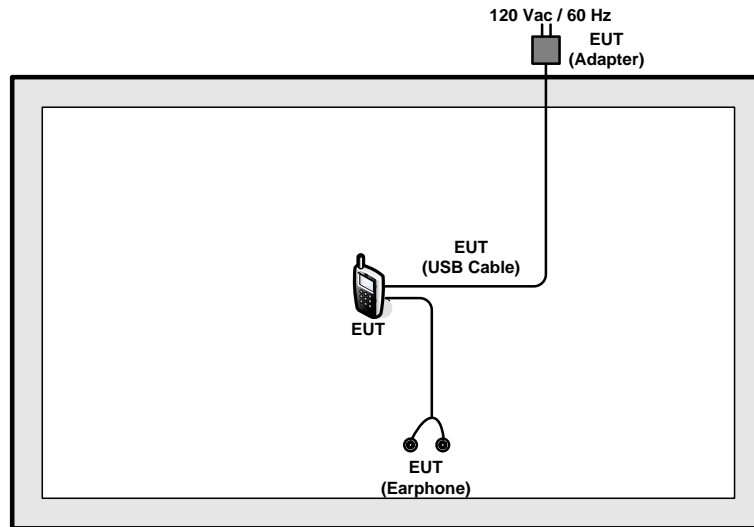 120 Vac / 60 Hz
EUT
(Adapter)
EUT
(USB Cable)
EUT
EUT
(Earphone)